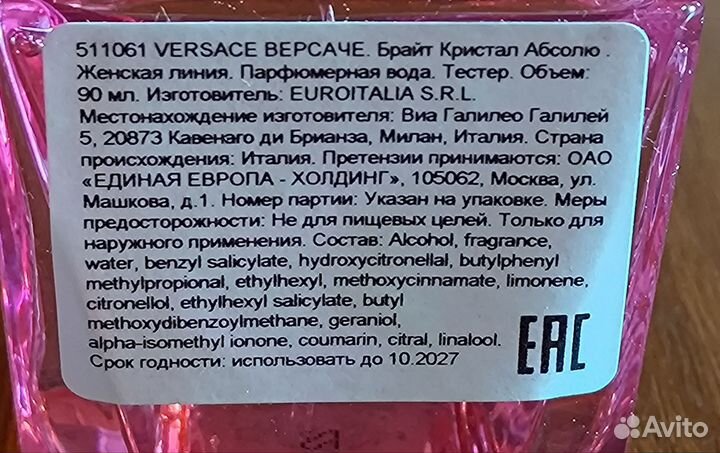 511061 VERSACE ВЕРСАЧЕ. Брайт Кристал Абсолю .
Женская линия. Парфюмерная вода. Тестер. Объем:
90 мл. Изготовитель: EUROITALIA S.R.L.
Местонахождение изготовителя: Виа Галилео Галилей
5, 20873 Кавенаго ди Брианза, Милан, Италия. Страна
происхождения: Италия. Претензии принимаются: ОАО
«ЕДИНАЯ ЕВРОПА - ХОЛДИНГ», 105062, Москва, ул.
Машкова, д.1. Номер партии: Указан на упаковке. Меры
предосторожности: Не для пищевых целей. Только для
наружного применения. Состав: Alcohol, fragrance,
water, benzyl salicylate, hydroxycitronellal, butylphenyl
methylpropional, ethylhexyl, methoxycinnamate, limonene,
citronellol, ethylhexyl salicylate, butyl
methoxydibenzoylmethane, geraniol,
alpha-isomethyl ionone, coumarin, citral, linalool.
Срок годности: использовать до 10.2027
EAC
Avito